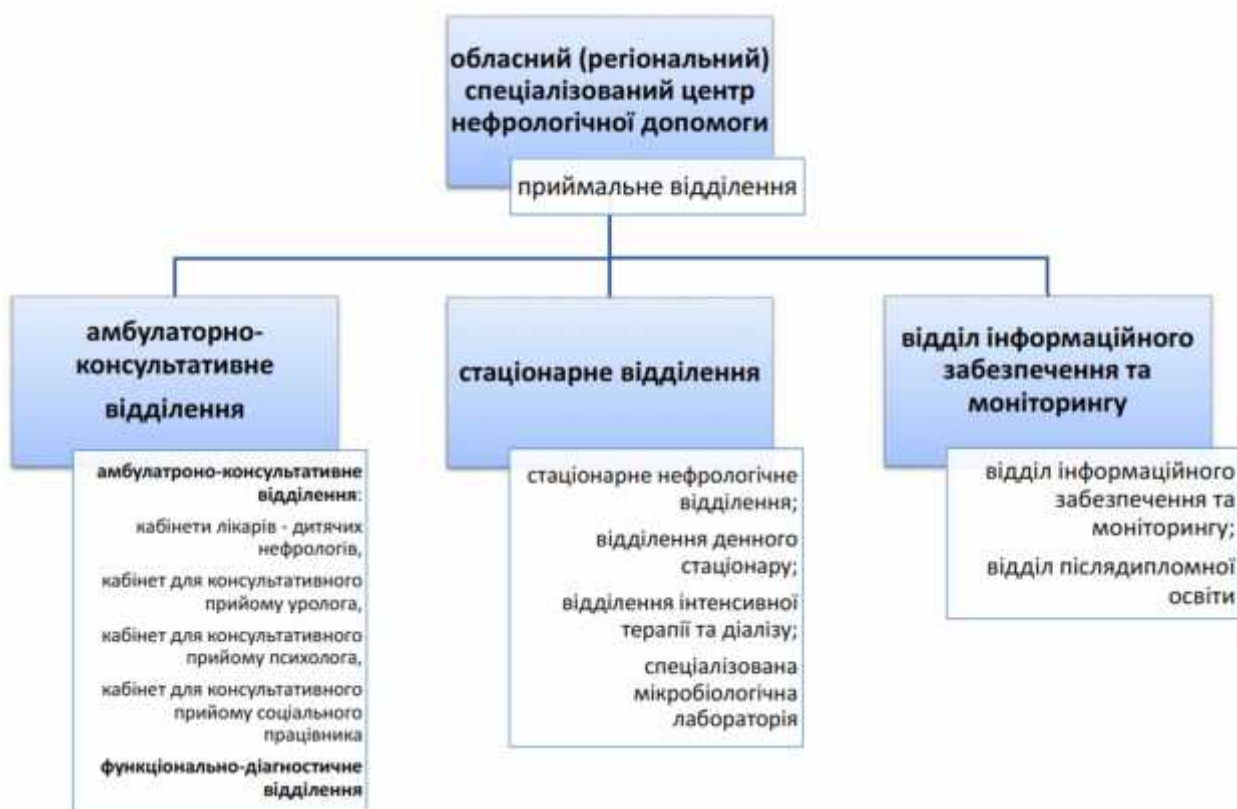 обласний (регіональний)
спеціалізований центр
нефрологічної допомоги
приймальне відділення
амбулаторно-
консультативне
відділення
амбулатроно-консультативне
відділення:
кабінети лікарів - дитячих
нефрологів,
кабінет для консультативного
прийому уролога,
кабінет для консультативного
прийому психолога,
кабінет для консультативного
прийому соціального
працівника
функціонально-діагностичне
відділення
стаціонарне відділення
стаціонарне нефрологічне
відділення;
відділення денного
стаціонару;
відділення інтенсивної
терапії та діалізу;
спеціалізована
мікробіологічна
лабораторія
відділ інформаційного
забезпечення та
моніторингу
відділ інформаційного
забезпечення та
моніторингу;
відділ післядипломної
освіти